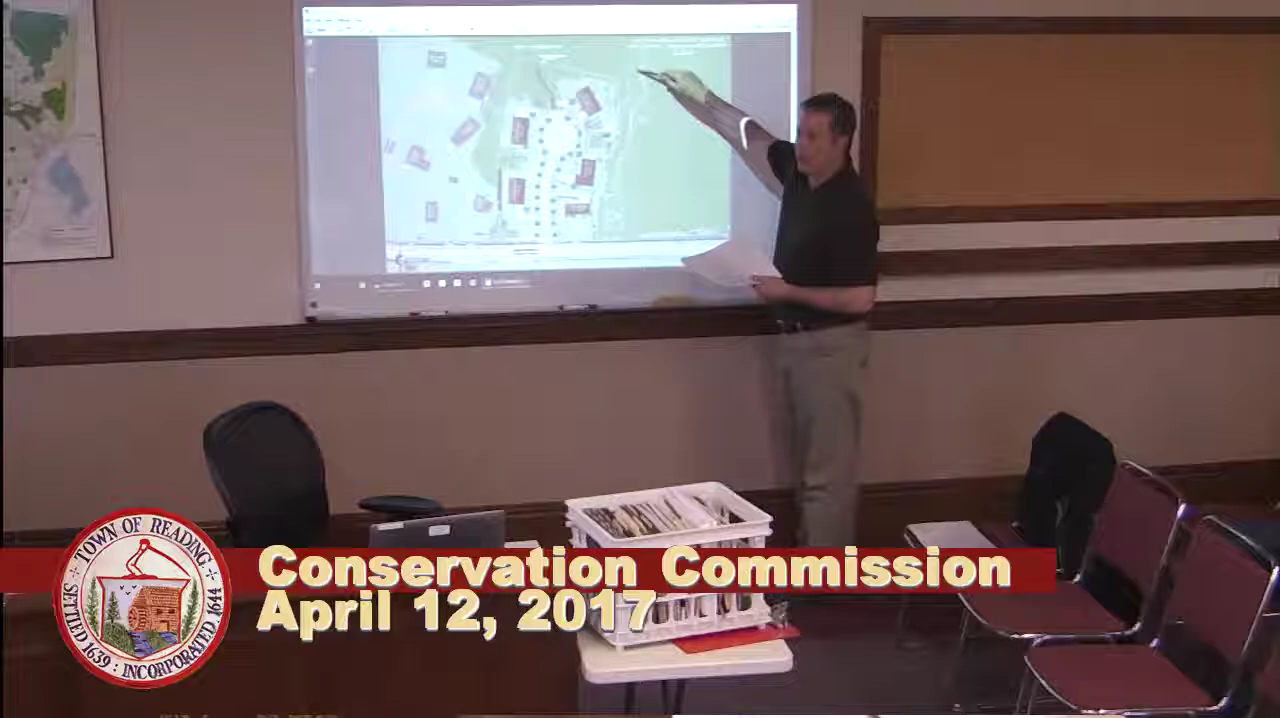 Conservation Commission
April 12, 2017
TOWN OF READING
SETTLED 1639 : INCORPORATED 1644